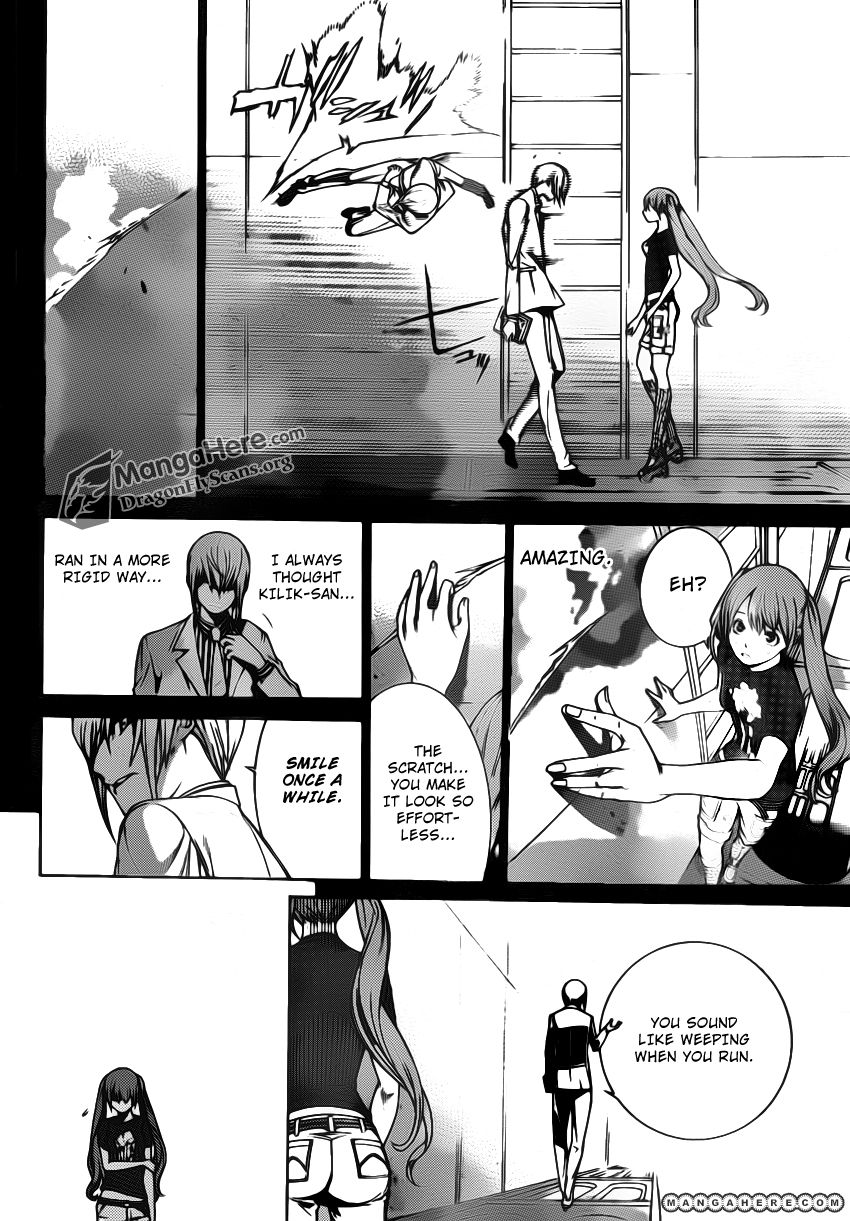 MANGAHERE.com
DRAGONFLYSCANS.org
AMAZING.
EH?
THE
SCRATCH...
YOU MAKE
IT LOOK SO
EFFORT-
LESS...
I ALWAYS
THOUGHT
KILIK-SAN...
RAN IN A MORE
RIGID WAY...
SMILE
ONCE A
WHILE.
YOU SOUND
LIKE WEEPING
WHEN YOU RUN.
MANGAHERE.COM